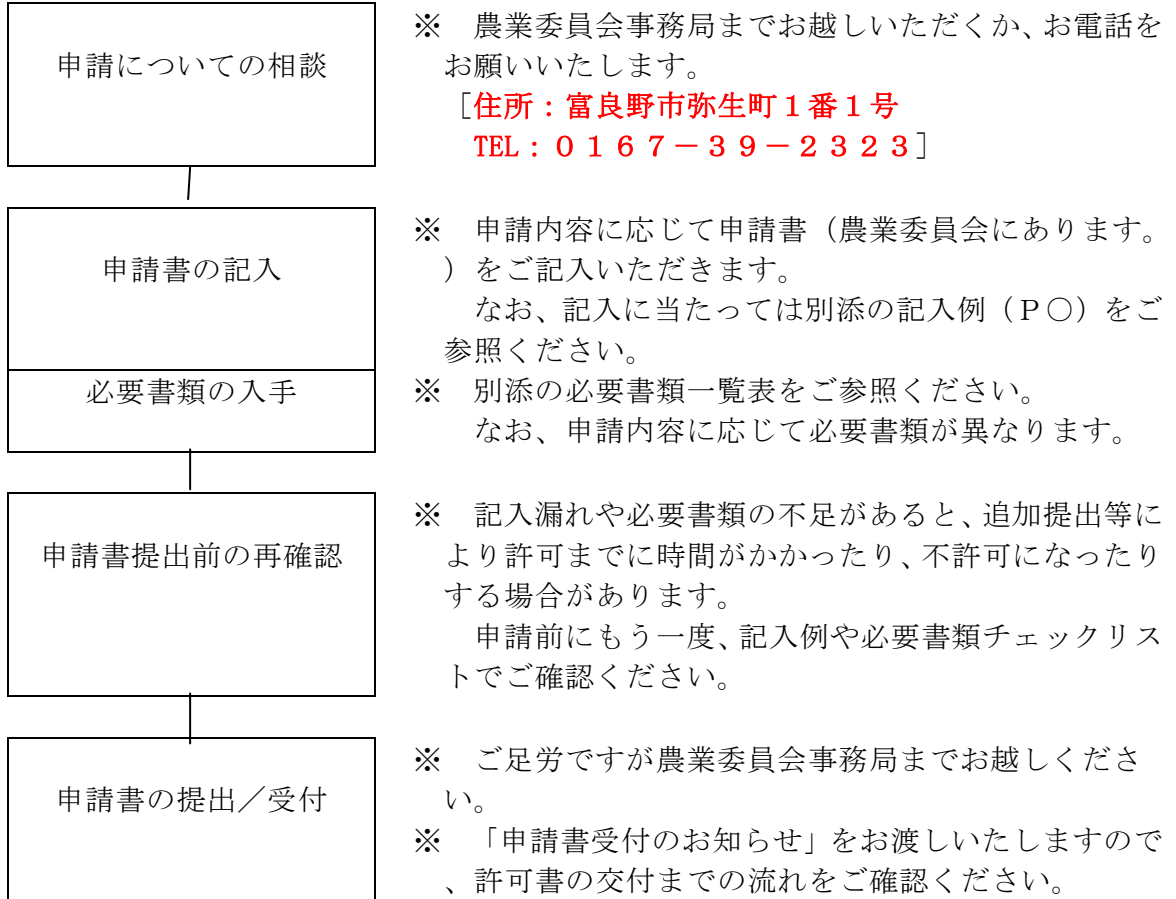 申請についての相談
※　農業委員会事務局までお越しいただくか、お電話を
お願いいたします。
［住所：富良野市弥生町１番１号
TEL：０１６７－３９－２３２３］
申請書の記入
※　申請内容に応じて申請書（農業委員会にあります。
）をご記入いただきます。
なお、記入に当たっては別添の記入例（Ｐ○）をご
参照ください。
必要書類の入手
※　別添の必要書類一覧表をご参照ください。
なお、申請内容に応じて必要書類が異なります。
申請書提出前の再確認
※　記入漏れや必要書類の不足があると、追加提出等に
より許可までに時間がかかったり、不許可になったり
する場合があります。
申請前にもう一度、記入例や必要書類チェックリス
トでご確認ください。
申請書の提出／受付
※　ご足労ですが農業委員会事務局までお越しくださ
い。
※　「申請書受付のお知らせ」をお渡しいたしますので
、許可書の交付までの流れをご確認ください。